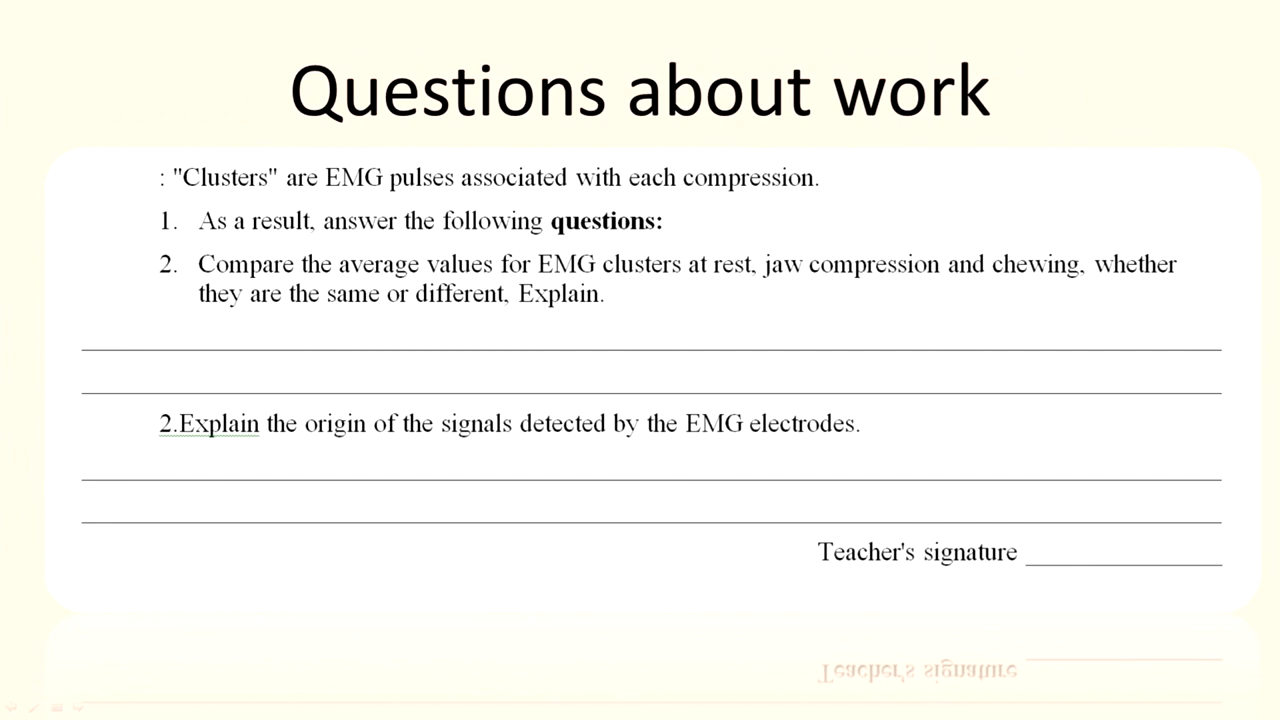 Questions about work
: "Clusters" are EMG pulses associated with each compression.
1. As a result, answer the following questions:
2. Compare the average values for EMG clusters at rest, jaw compression and chewing, whether
they are the same or different, Explain.
2.Explain the origin of the signals detected by the EMG electrodes.
Teacher's signature
Teacher's signature